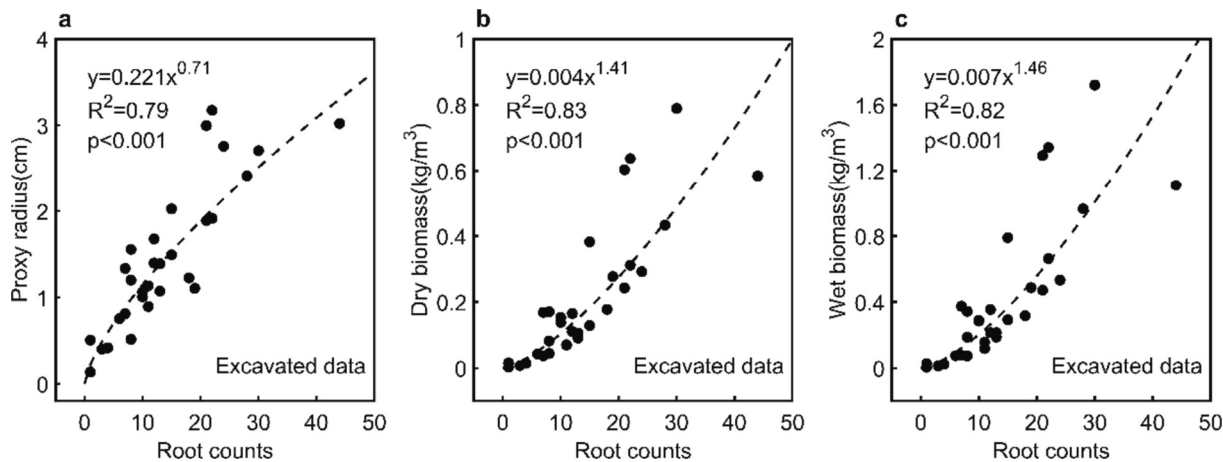 a
Proxy radius(cm)
4
3
2
1
0
y=0.221x^0.71
R^2=0.79
p<0.001
Excavated data
0 10 20 30 40 50
Root counts
b
Dry biomass(kg/m^3)
1
0.8
0.6
0.4
0.2
0
y=0.004x^1.41
R^2=0.83
p<0.001
Excavated data
0 10 20 30 40 50
Root counts
c
Wet biomass(kg/m^3)
2
1.6
1.2
0.8
0.4
0
y=0.007x^1.46
R^2=0.82
p<0.001
Excavated data
0 10 20 30 40 50
Root counts